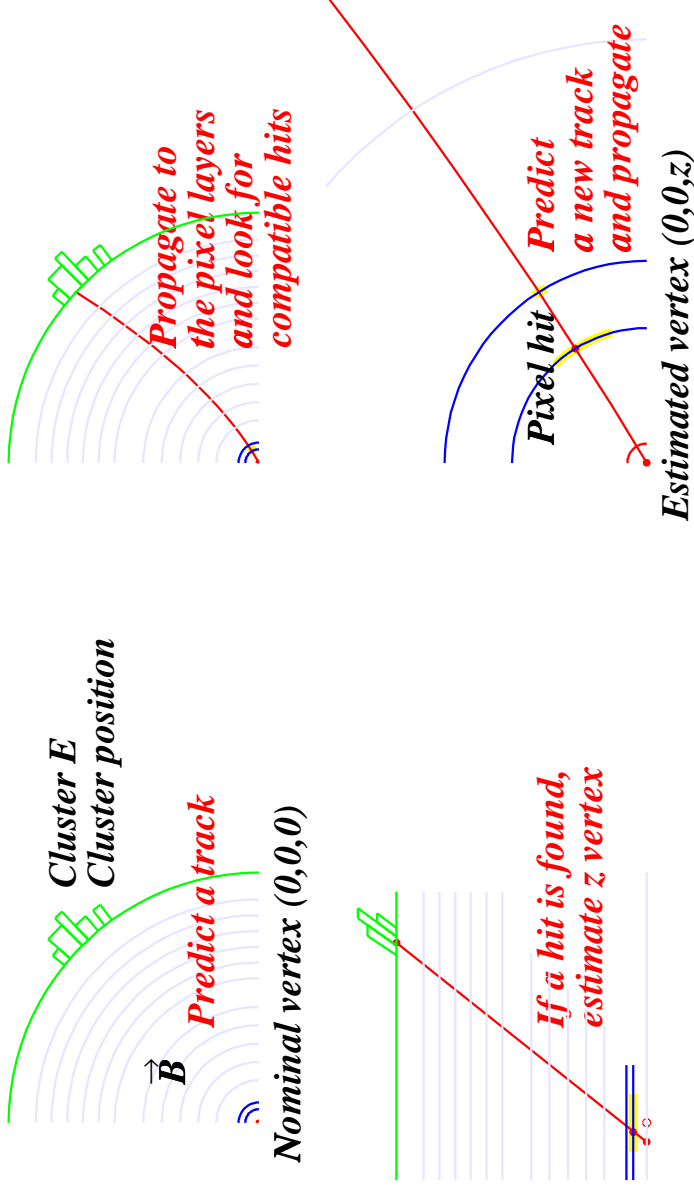 Cluster E
Cluster position
B
Predict a track
Nominal vertex (0,0,0)
Propagate to
the pixel layers
and look for
compatible hits
If a hit is found,
estimate z vertex
Pixel hit
Predict
a new track
and propagate
Estimated vertex (0,0,z)